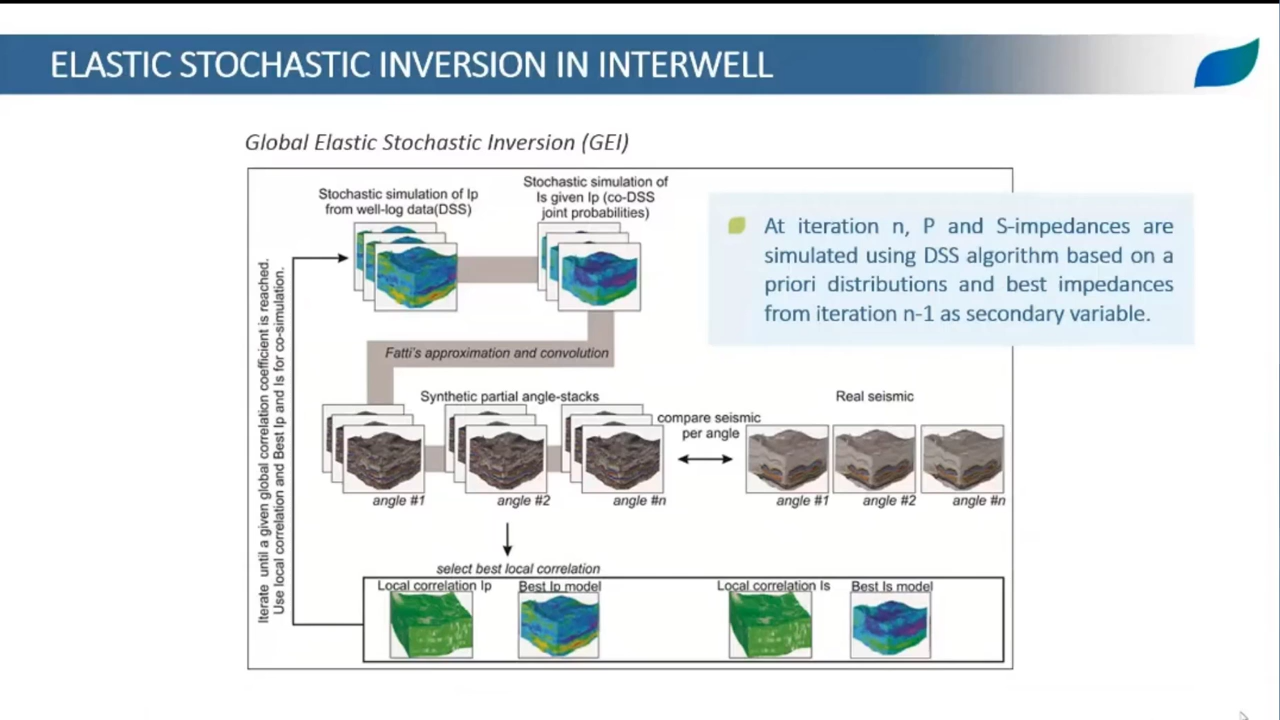 ELASTIC STOCHASTIC INVERSION IN INTERWELL
Global Elastic Stochastic Inversion (GEI)
Stochastic simulation of Ip
from well-log data(DSS)
Stochastic simulation of
Is given Ip (co-DSS
joint probabilities)
At iteration n, P and S-impedances are
simulated using DSS algorithm based on a
priori distributions and best impedances
from iteration n-1 as secondary variable.
Iterate until a given global correlation coefficient is reached.
Use local correlation and Best Ip and Is for co-simulation.
Fatti's approximation and convolution
Synthetic partial angle-stacks
compare seismic
per angle
Real seismic
angle #1
angle #2
angle #n
angle #1
angle #2
angle #n
select best local correlation
Local correlation Ip
Best Ip model
Local correlation Is
Best Is model